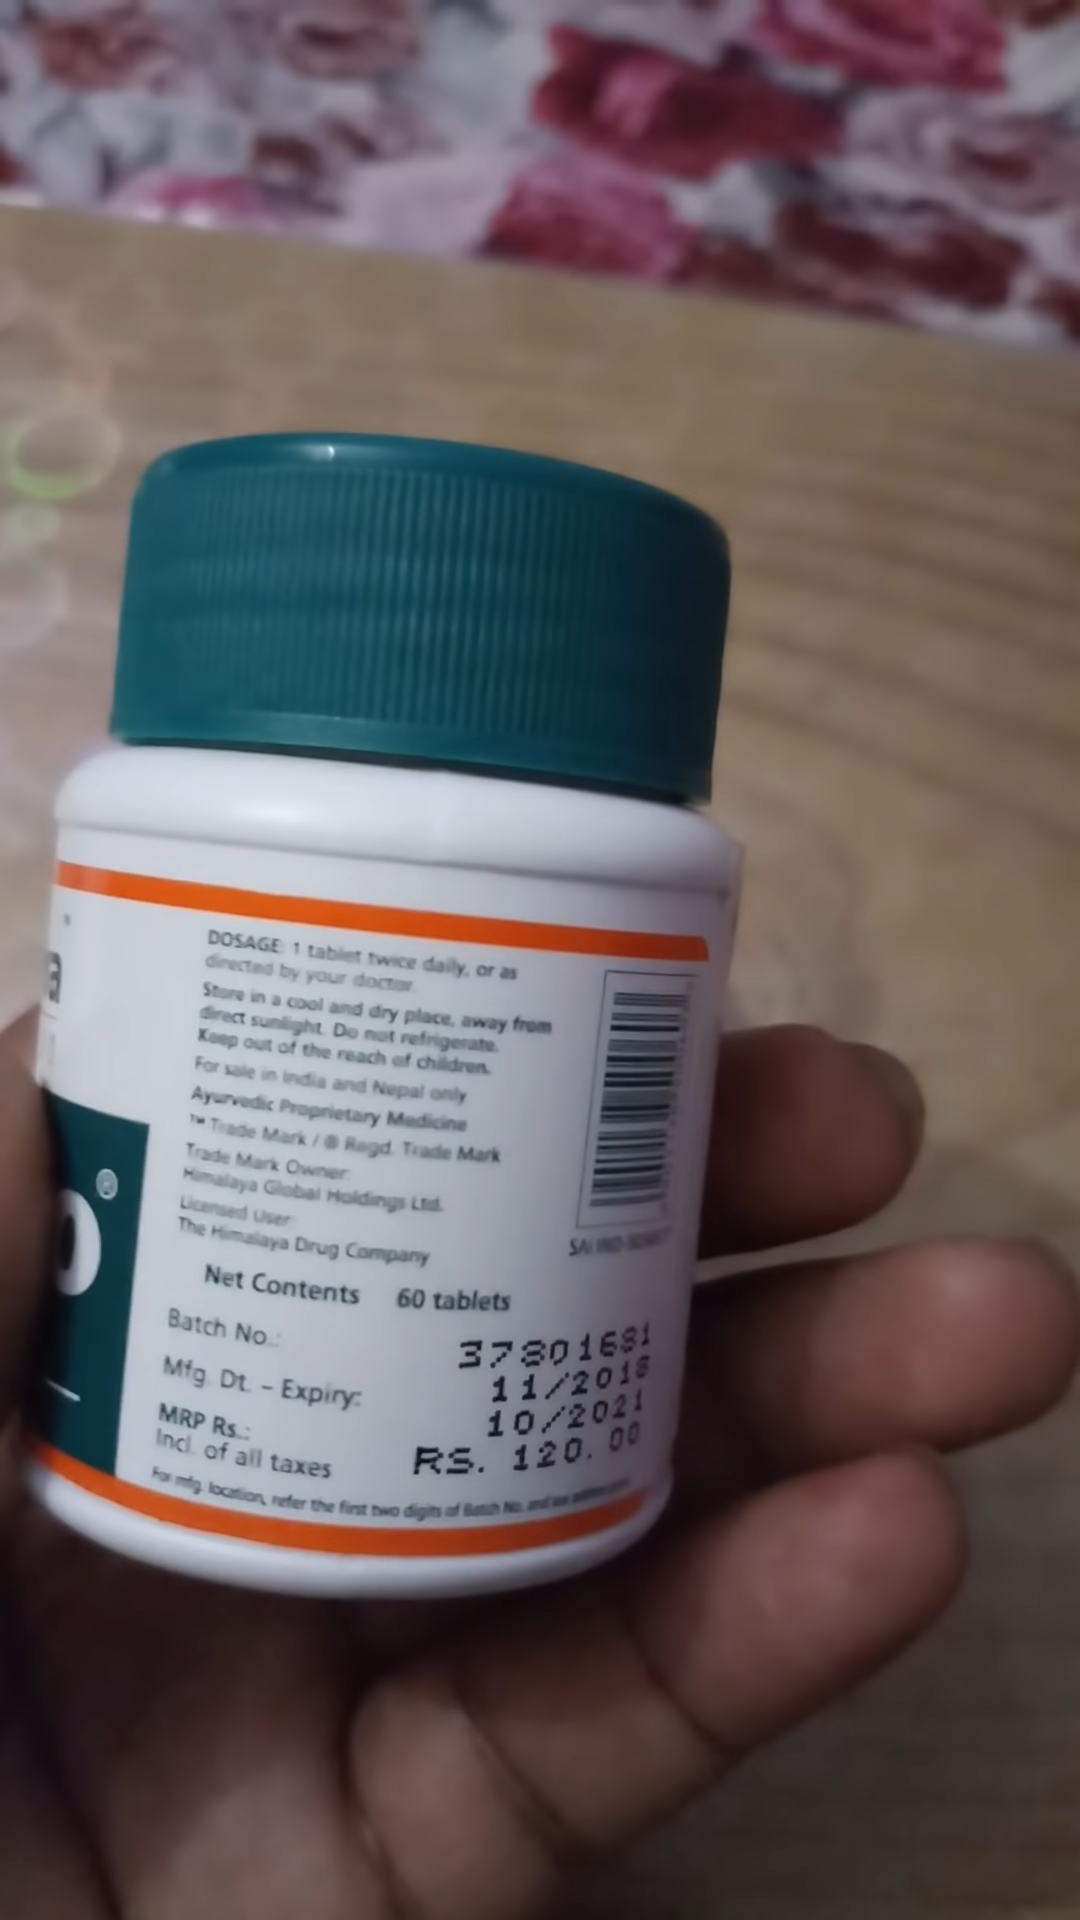 DOSAGE: 1 tablet twice daily, or as
directed by your doctor.
Store in a cool and dry place, away from
direct sunlight. Do not refrigerate.
Keep out of the reach of children.
For sale in India and Nepal only
Ayurvedic Proprietary Medicine
™ Trade Mark / ® Regd. Trade Mark
Trade Mark Owner:
Himalaya Global Holdings Ltd.
Licensed User:
The Himalaya Drug Company
Net Contents 60 tablets
Batch No.: 37801681
Mfg. Dt. – Expiry: 11/2018
10/2021
MRP Rs.: RS. 120.00
Incl. of all taxes
For mfg. location, refer the first two digits of Batch No. and see